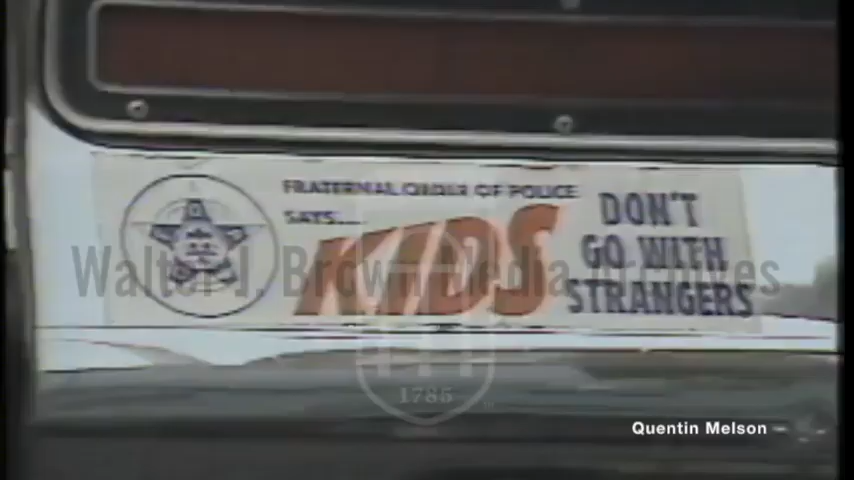 FRATERNAL ORDER OF POLICE
SAYS....
KIDS
DON'T
GO WITH
STRANGERS
Walter J. Brown Media Archives
1785
Quentin Melson